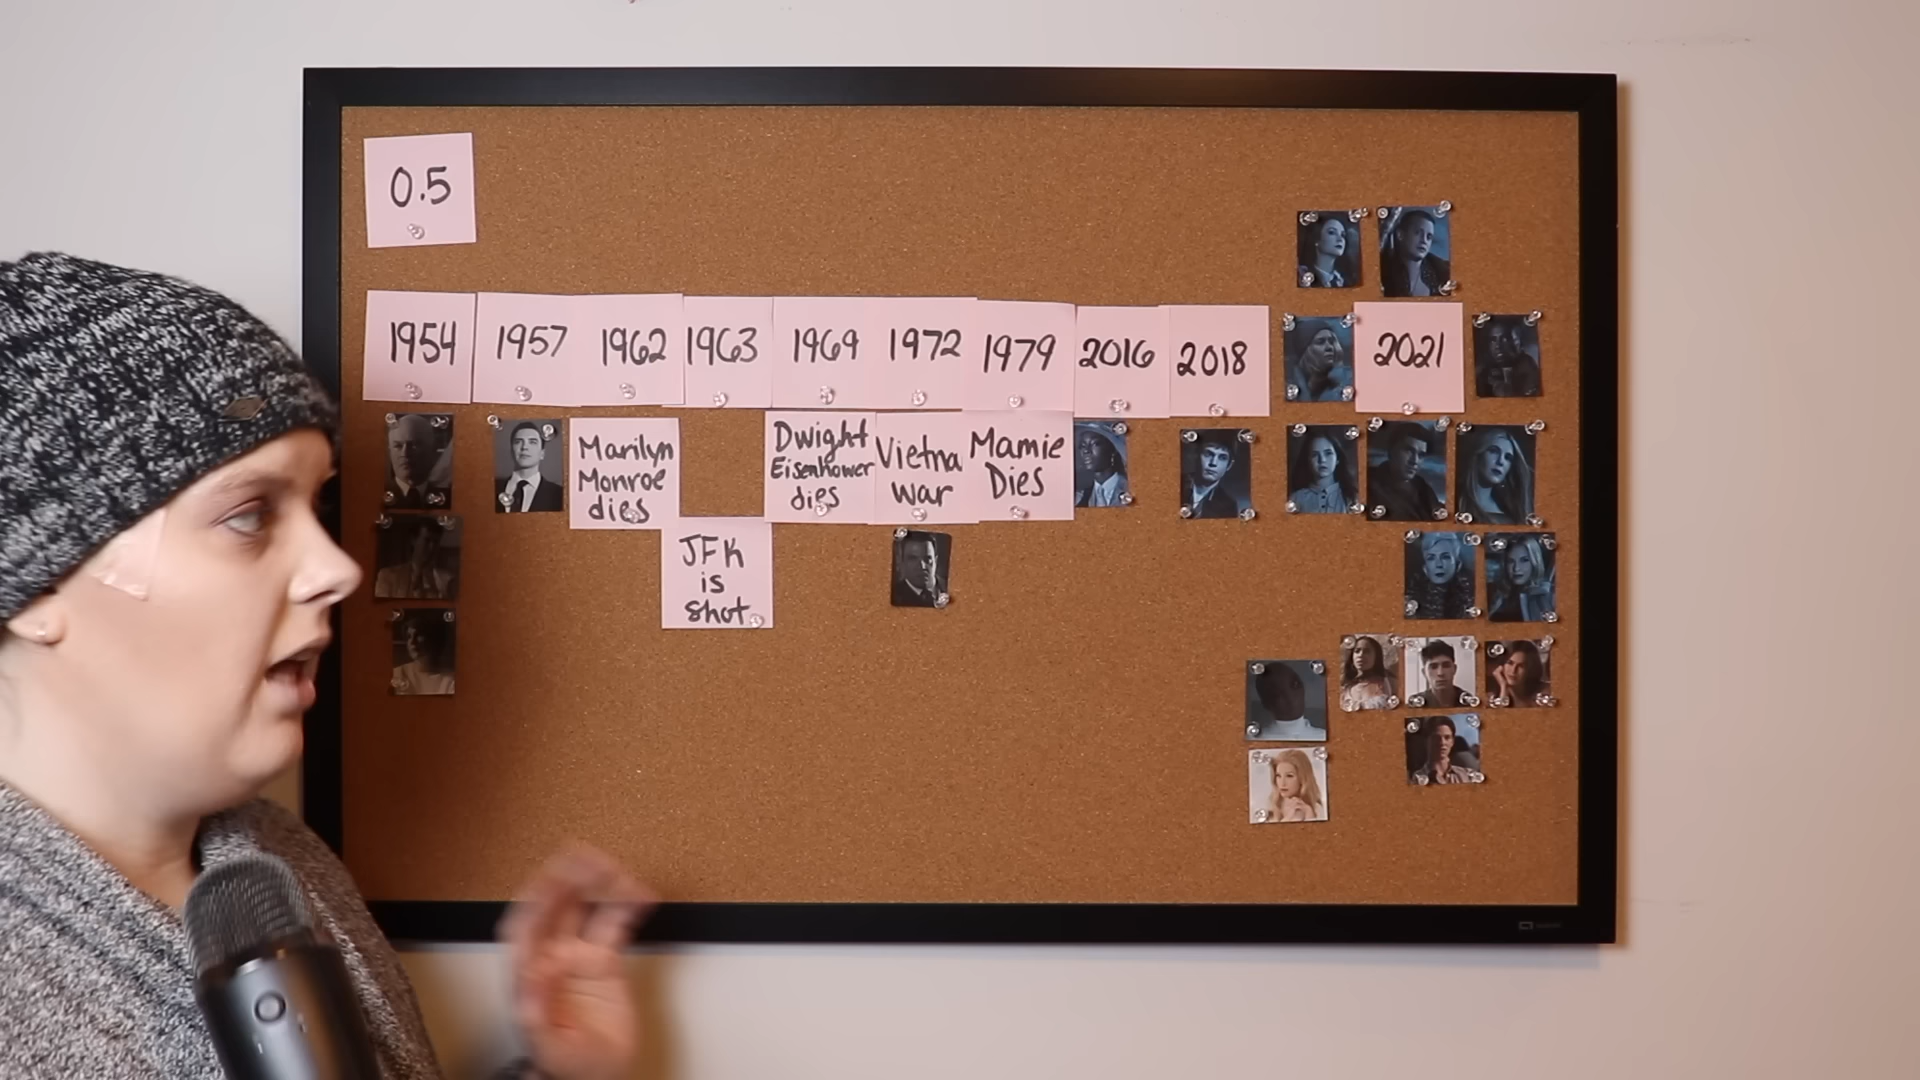 0.5
1954
1957
1962
1963
1969
1972
1979
2016
2018
2021
Marilyn
Monroe
dies
JFK
is
shot
Dwight
Eisenhower
dies
Vietna
war
Mamie
Dies